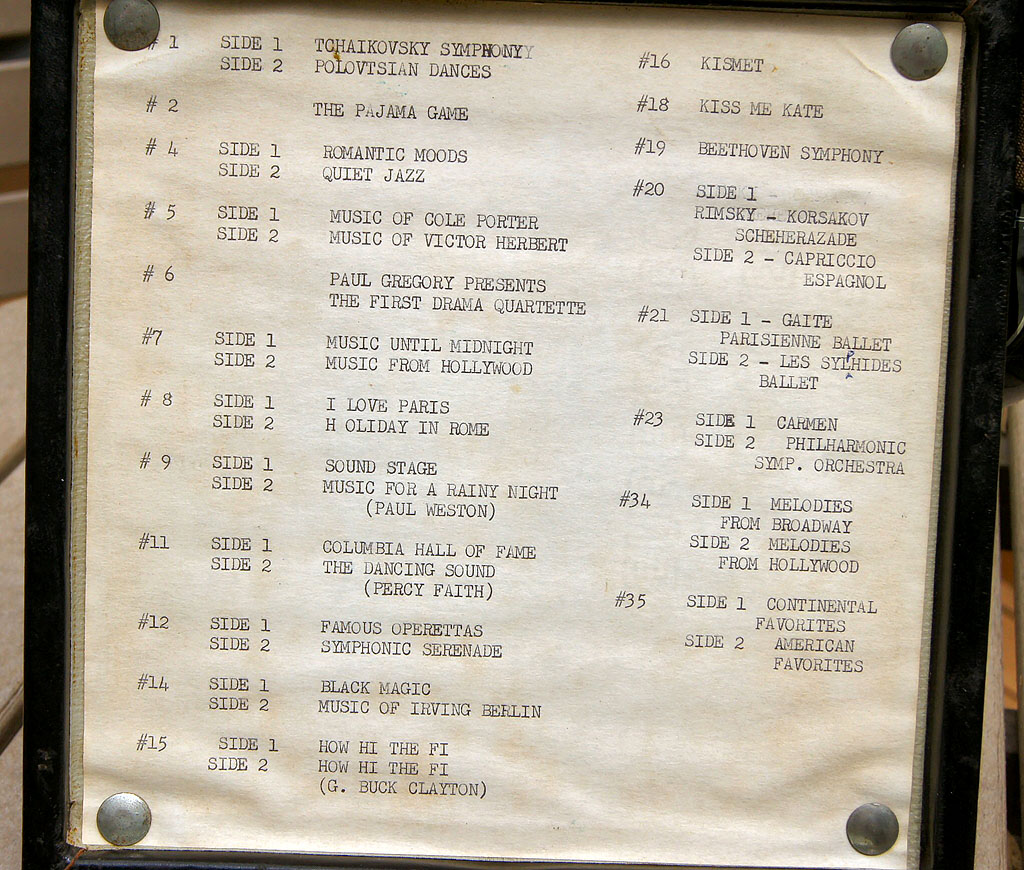 # 1 SIDE 1 TCHAIKOVSKY SYMPHONY
SIDE 2 POLOVTSIAN DANCES
# 2 THE PAJAMA GAME
# 4 SIDE 1 ROMANTIC MOODS
SIDE 2 QUIET JAZZ
# 5 SIDE 1 MUSIC OF COLE PORTER
SIDE 2 MUSIC OF VICTOR HERBERT
# 6 PAUL GREGORY PRESENTS
THE FIRST DRAMA QUARTETTE
#7 SIDE 1 MUSIC UNTIL MIDNIGHT
SIDE 2 MUSIC FROM HOLLYWOOD
# 8 SIDE 1 I LOVE PARIS
SIDE 2 H OLIDAY IN ROME
# 9 SIDE 1 SOUND STAGE
SIDE 2 MUSIC FOR A RAINY NIGHT
(PAUL WESTON)
#11 SIDE 1 COLUMBIA HALL OF FAME
SIDE 2 THE DANCING SOUND
(PERCY FAITH)
#12 SIDE 1 FAMOUS OPERETTAS
SIDE 2 SYMPHONIC SERENADE
#14 SIDE 1 BLACK MAGIC
SIDE 2 MUSIC OF IRVING BERLIN
#15 SIDE 1 HOW HI THE FI
SIDE 2 HOW HI THE FI
(G. BUCK CLAYTON)
#16 KISMET
#18 KISS ME KATE
#19 BEETHOVEN SYMPHONY
#20 SIDE 1 -
RIMSKY - KORSAKOV
SCHEHERAZADE
SIDE 2 - CAPRICCIO
ESPAGNOL
#21 SIDE 1 - GAITE
PARISIENNE BALLET
SIDE 2 - LES SYLPHIDES
BALLET
#23 SIDE 1 CARMEN
SIDE 2 PHILHARMONIC
SYMP. ORCHESTRA
#34 SIDE 1 MELODIES
FROM BROADWAY
SIDE 2 MELODIES
FROM HOLLYWOOD
#35 SIDE 1 CONTINENTAL
FAVORITES
SIDE 2 AMERICAN
FAVORITES